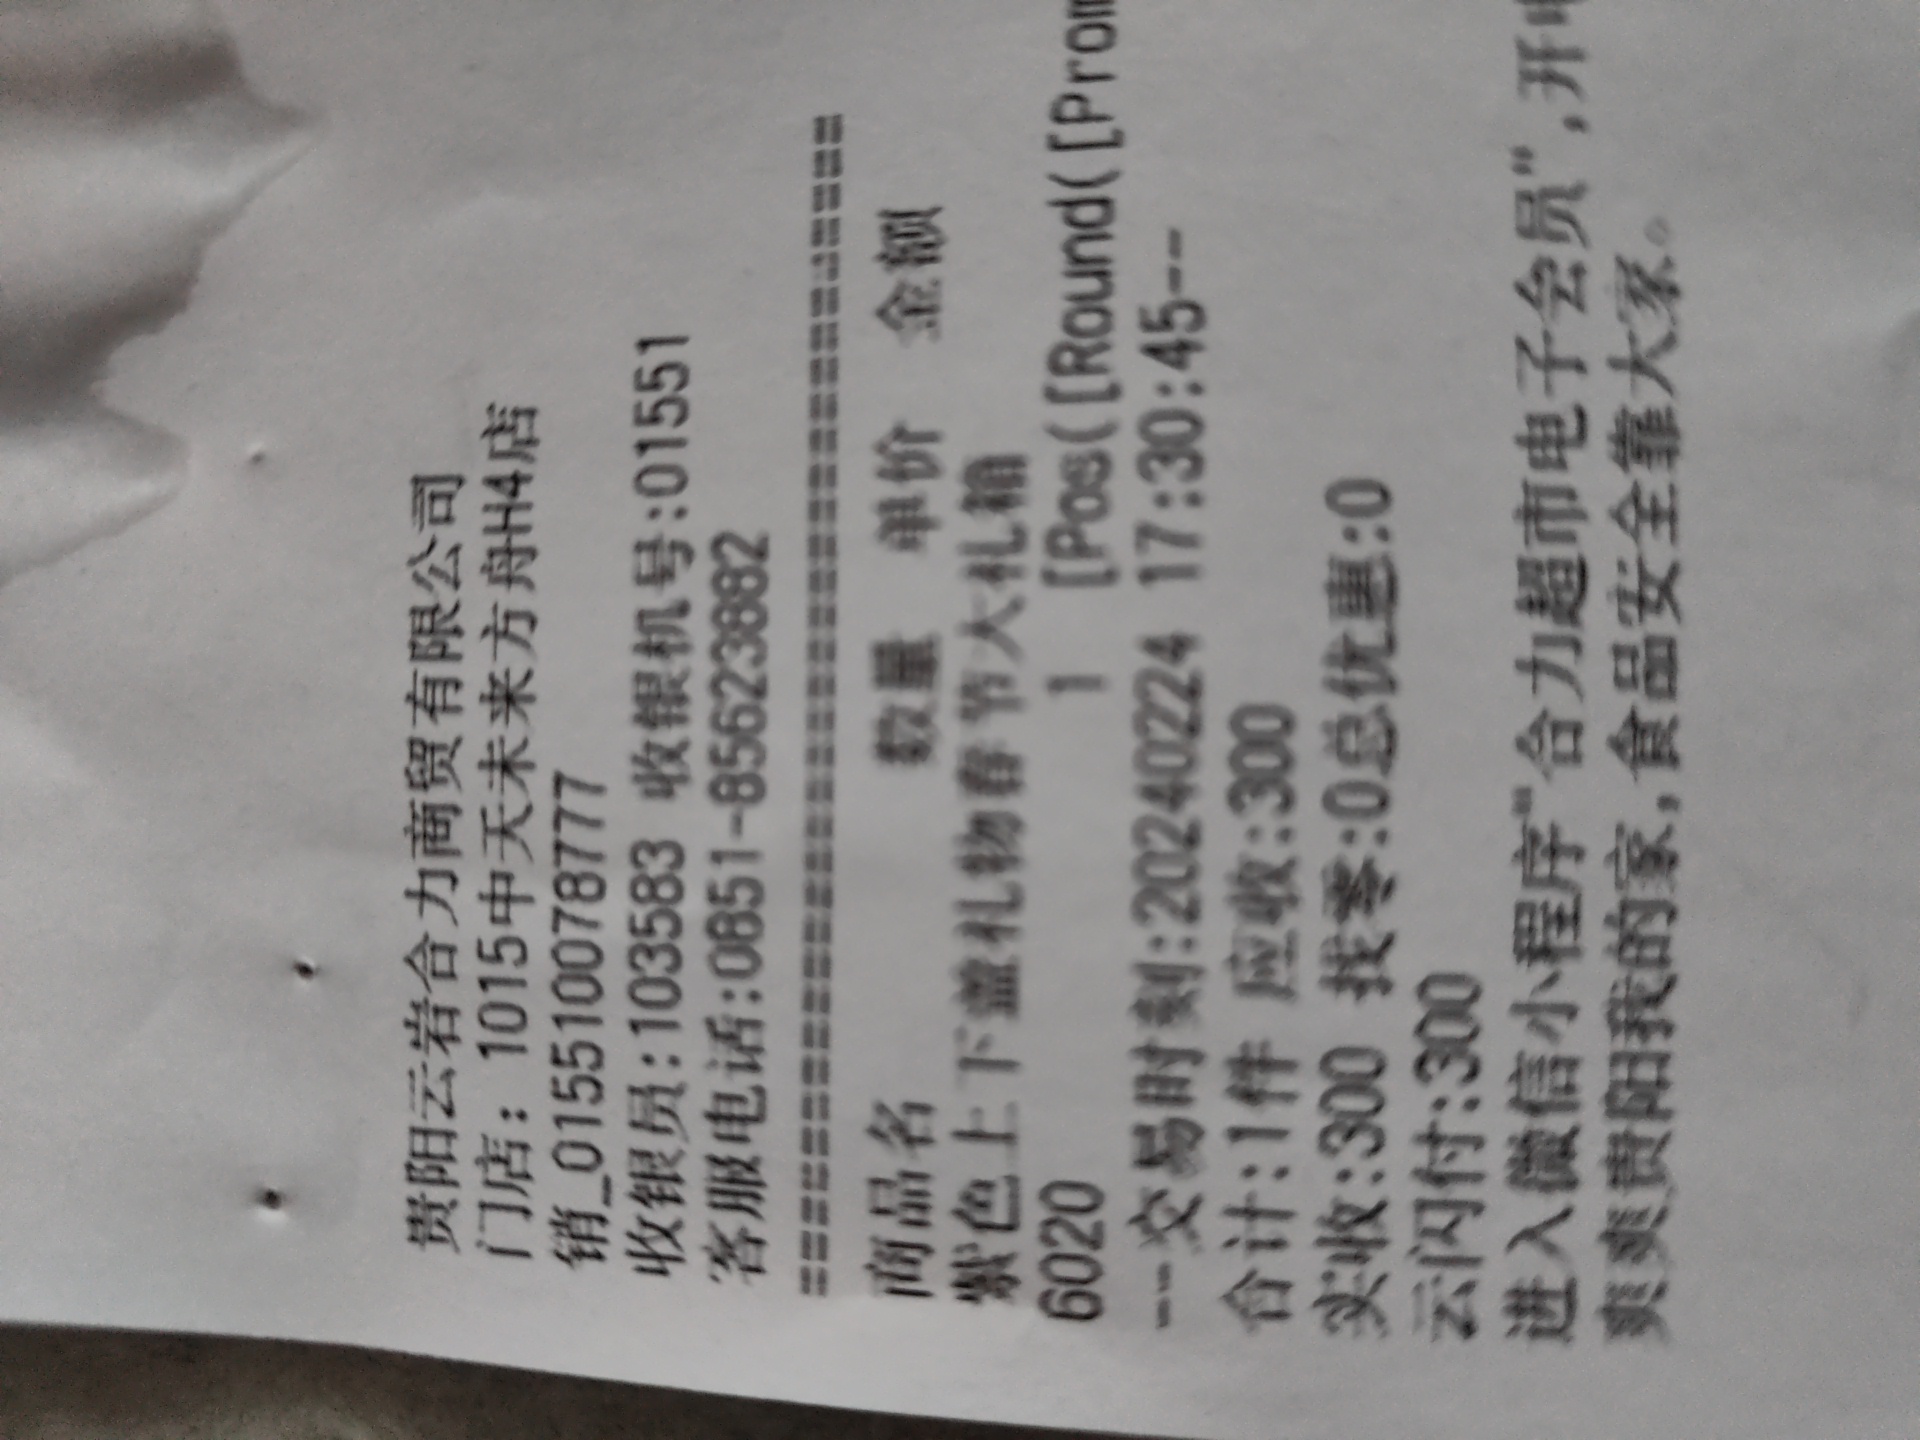 贵阳云岩合力商贸有限公司
门店：1015中天未来方舟H4店
销_0155100787777
收银员:1035583 收银机号:01551
客服电话:0851-85623882
商品名 数量 单价 金额
紫色上下盖礼物春节大礼箱
6020 1 [Pos([[Round([Prom
--交易时刻:20240224 17:30:45--
合计:1件 应收:300
实收:300 找零:0总优惠:0
云闪付:300
进入微信小程序“合力超市电子会员”,开电
爽爽贵阳我的家,食品安全靠大家。